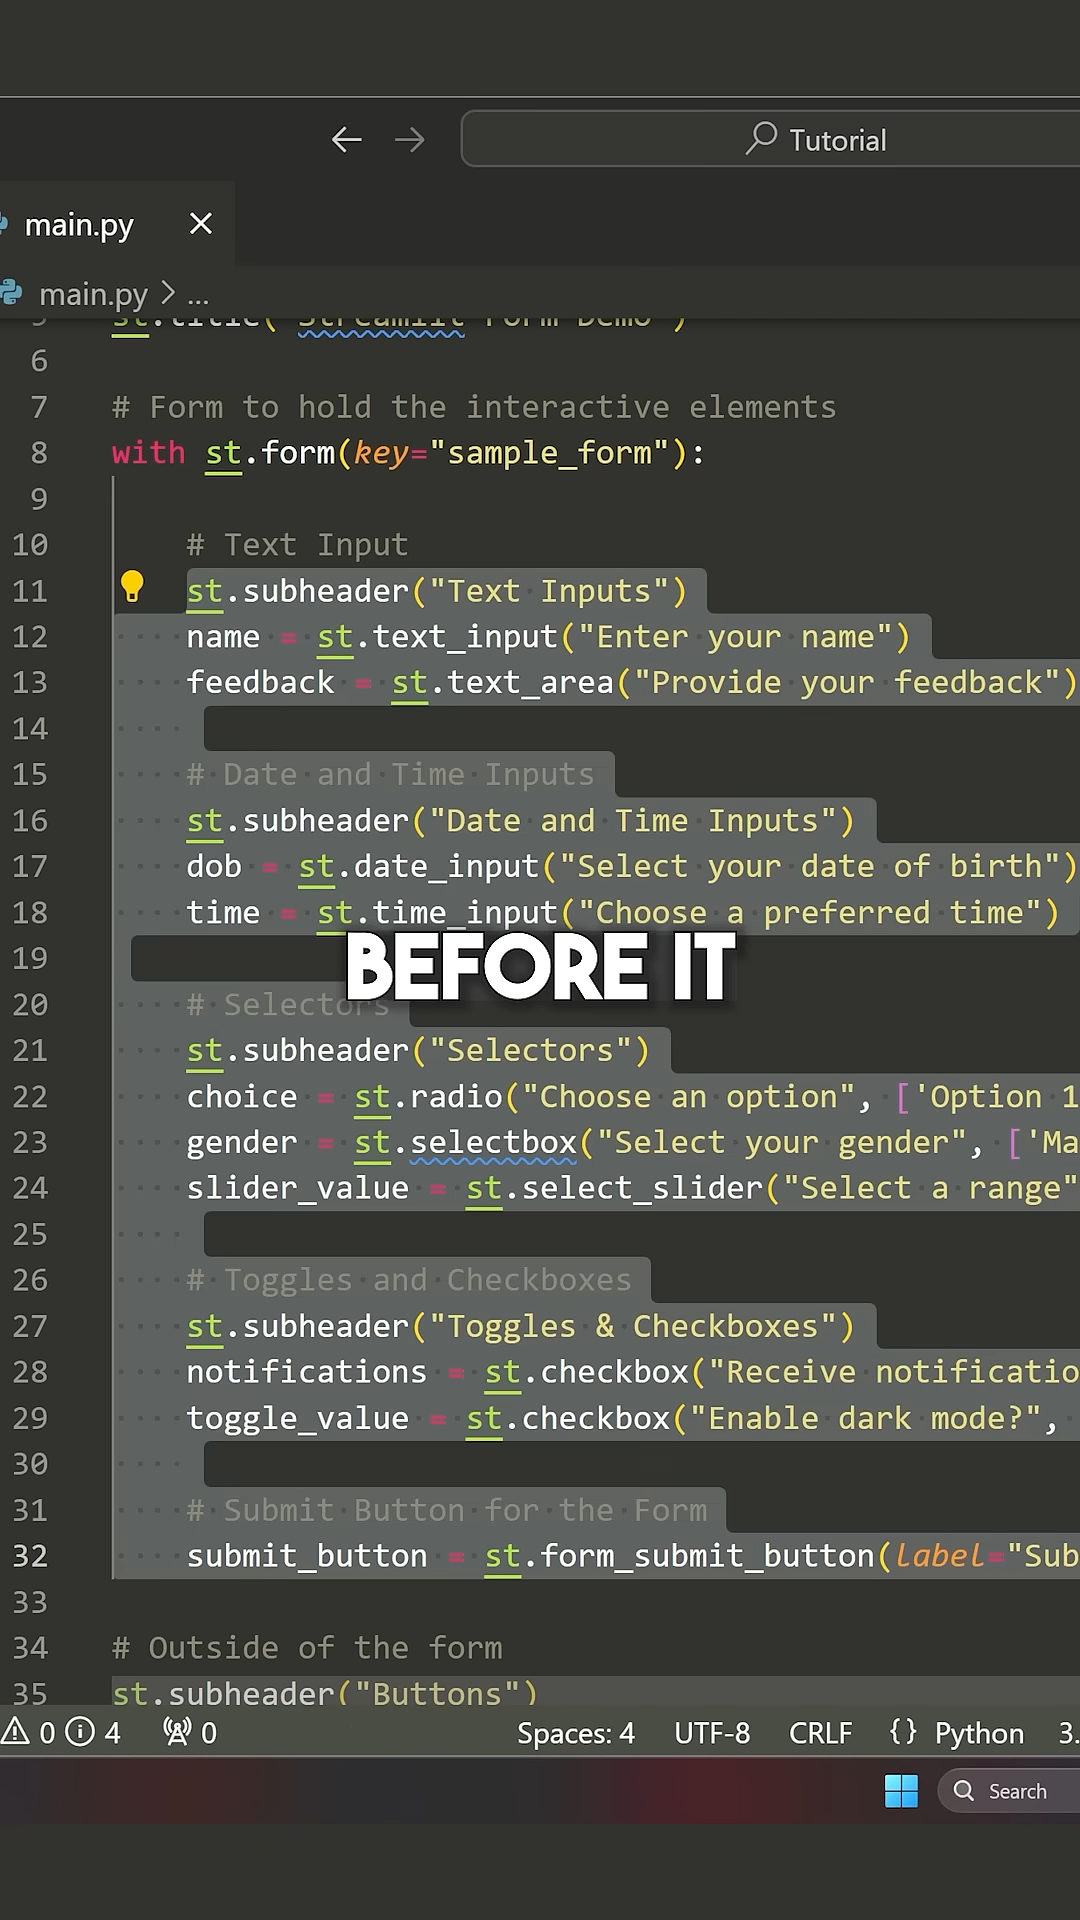 Tutorial
main.py
main.py > ...
5 st.title("Streamlit Form Demo")
6
7 # Form to hold the interactive elements
8 with st.form(key="sample_form"):
9
10 # Text Input
11 st.subheader("Text Inputs")
12 name = st.text_input("Enter your name")
13 feedback = st.text_area("Provide your feedback")
14
15 # Date and Time Inputs
16 st.subheader("Date and Time Inputs")
17 dob = st.date_input("Select your date of birth")
18 time = st.time_input("Choose a preferred time")
BEFORE IT
19
20 # Selectors
21 st.subheader("Selectors")
22 choice = st.radio("Choose an option", ['Option 1
23 gender = st.selectbox("Select your gender", ['Ma
24 slider_value = st.select_slider("Select a range"
25
26 # Toggles and Checkboxes
27 st.subheader("Toggles & Checkboxes")
28 notifications = st.checkbox("Receive notificatio
29 toggle_value = st.checkbox("Enable dark mode?",
30
31 # Submit Button for the Form
32 submit_button = st.form_submit_button(label="Sub
33
34 # Outside of the form
35 st.subheader("Buttons")
0 4 0 Spaces: 4 UTF-8 CRLF {} Python 3.
Search